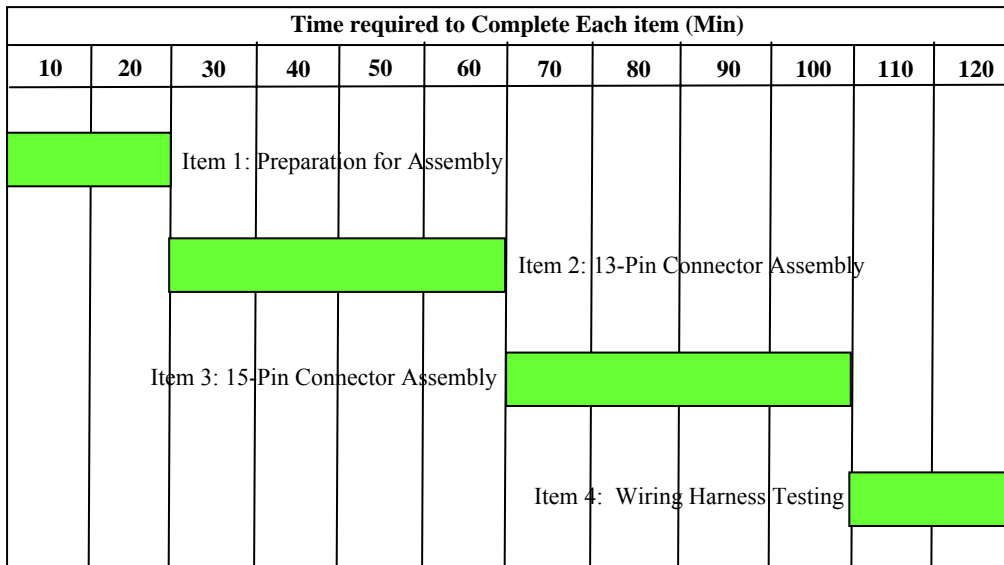 Time required to Complete Each item (Min)
10 20 30 40 50 60 70 80 90 100 110 120
Item 1: Preparation for Assembly
Item 2: 13-Pin Connector Assembly
Item 3: 15-Pin Connector Assembly
Item 4: Wiring Harness Testing